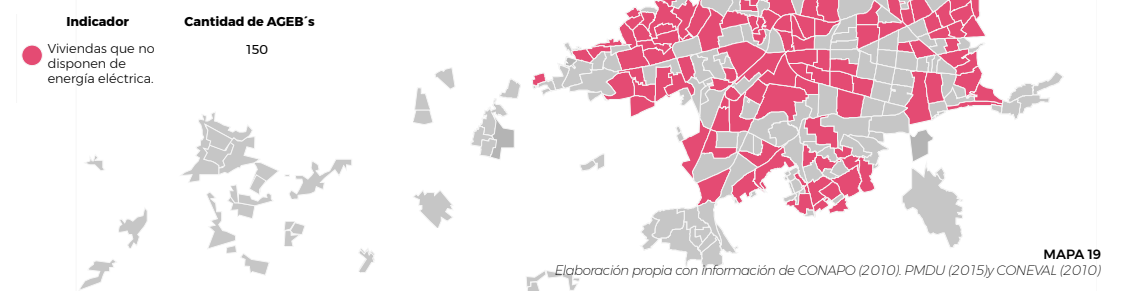 Indicador
Cantidad de AGEB´s
Viviendas que no
disponen de
energía eléctrica.
150
MAPA 19
Elaboración propia con información de CONAPO (2010). PMDU (2015)y CONEVAL (2010)